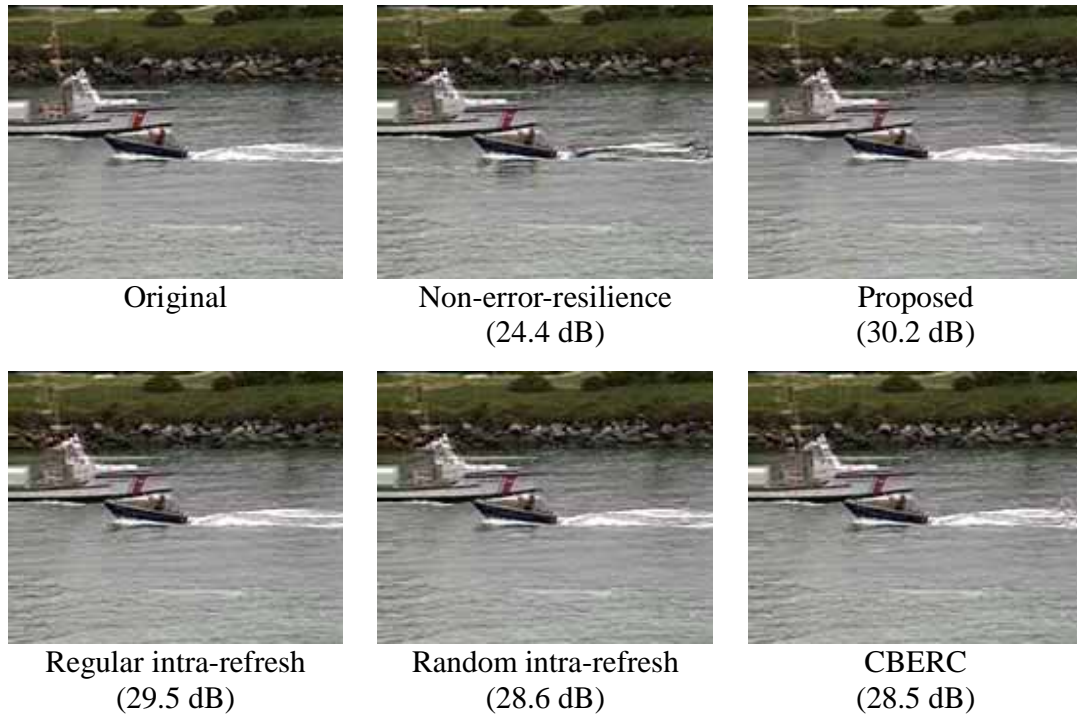 Original
Non-error-resilience
(24.4 dB)
Proposed
(30.2 dB)
Regular intra-refresh
(29.5 dB)
Random intra-refresh
(28.6 dB)
CBERC
(28.5 dB)